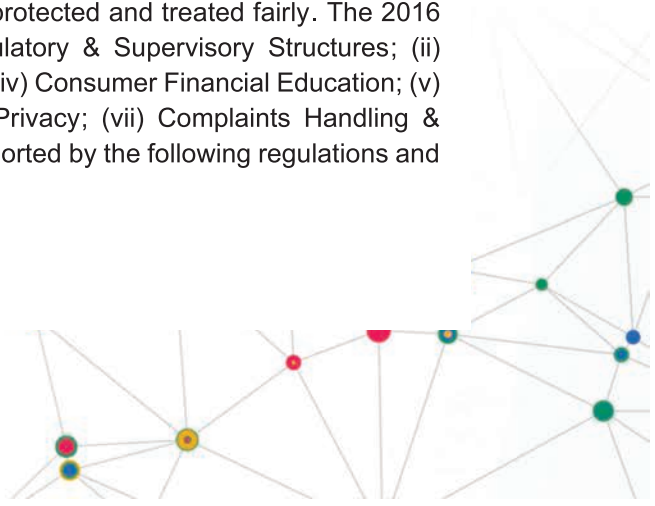 protected and treated fairly. The 2016
ulatory & Supervisory Structures; (ii)
iv) Consumer Financial Education; (v)
Privacy; (vii) Complaints Handling &
orted by the following regulations and